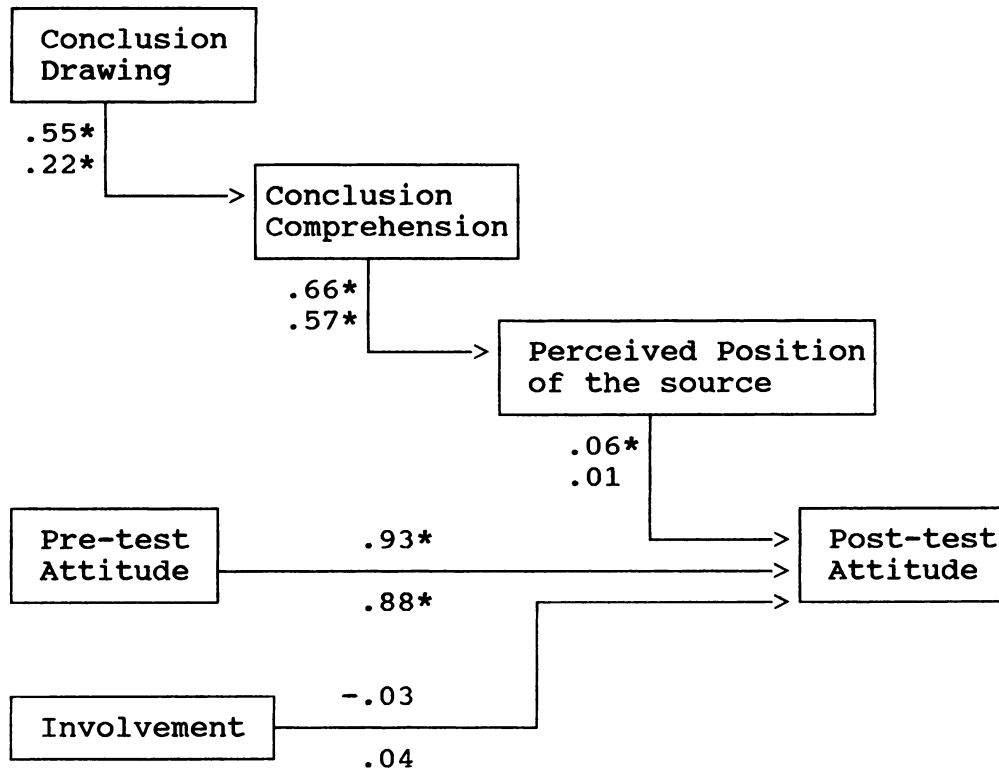 Conclusion
Drawing
.55*
.22*
Conclusion
Comprehension
.66*
.57*
Perceived Position
of the source
.06*
.01
Pre-test
Attitude
.93*
.88*
Post-test
Attitude
Involvement
-.03
.04